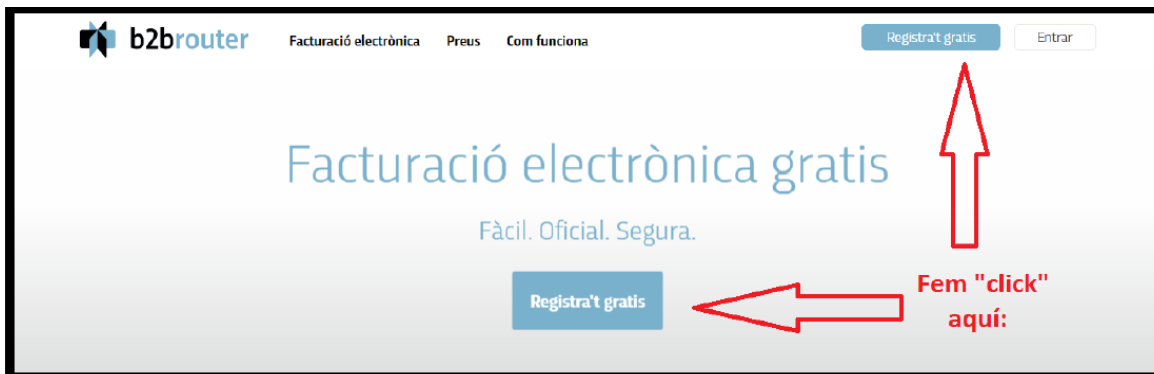 b2brouter Facturació electrònica Preus Com funciona Registra't gratis Entrar
Facturació electrònica gratis
Fàcil. Oficial. Segura.
Registra't gratis
Fem "click"
aquí: